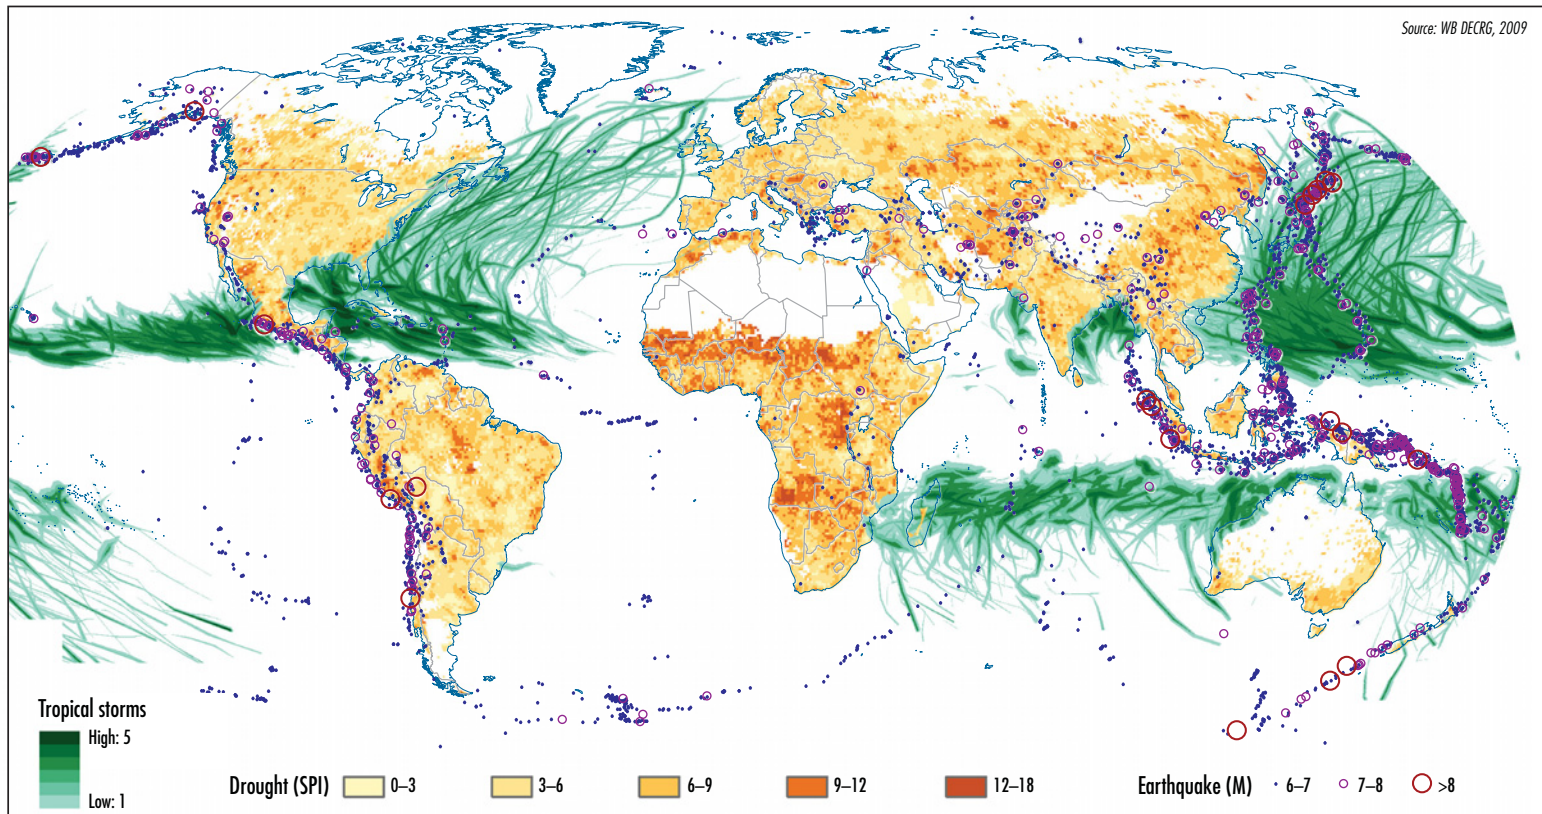 Source: WB DECRG, 2009
Tropical storms
High: 5
Low: 1
Drought (SPI) 0–3 3–6 6–9 9–12 12–18 Earthquake (M) 6–7 7–8 >8